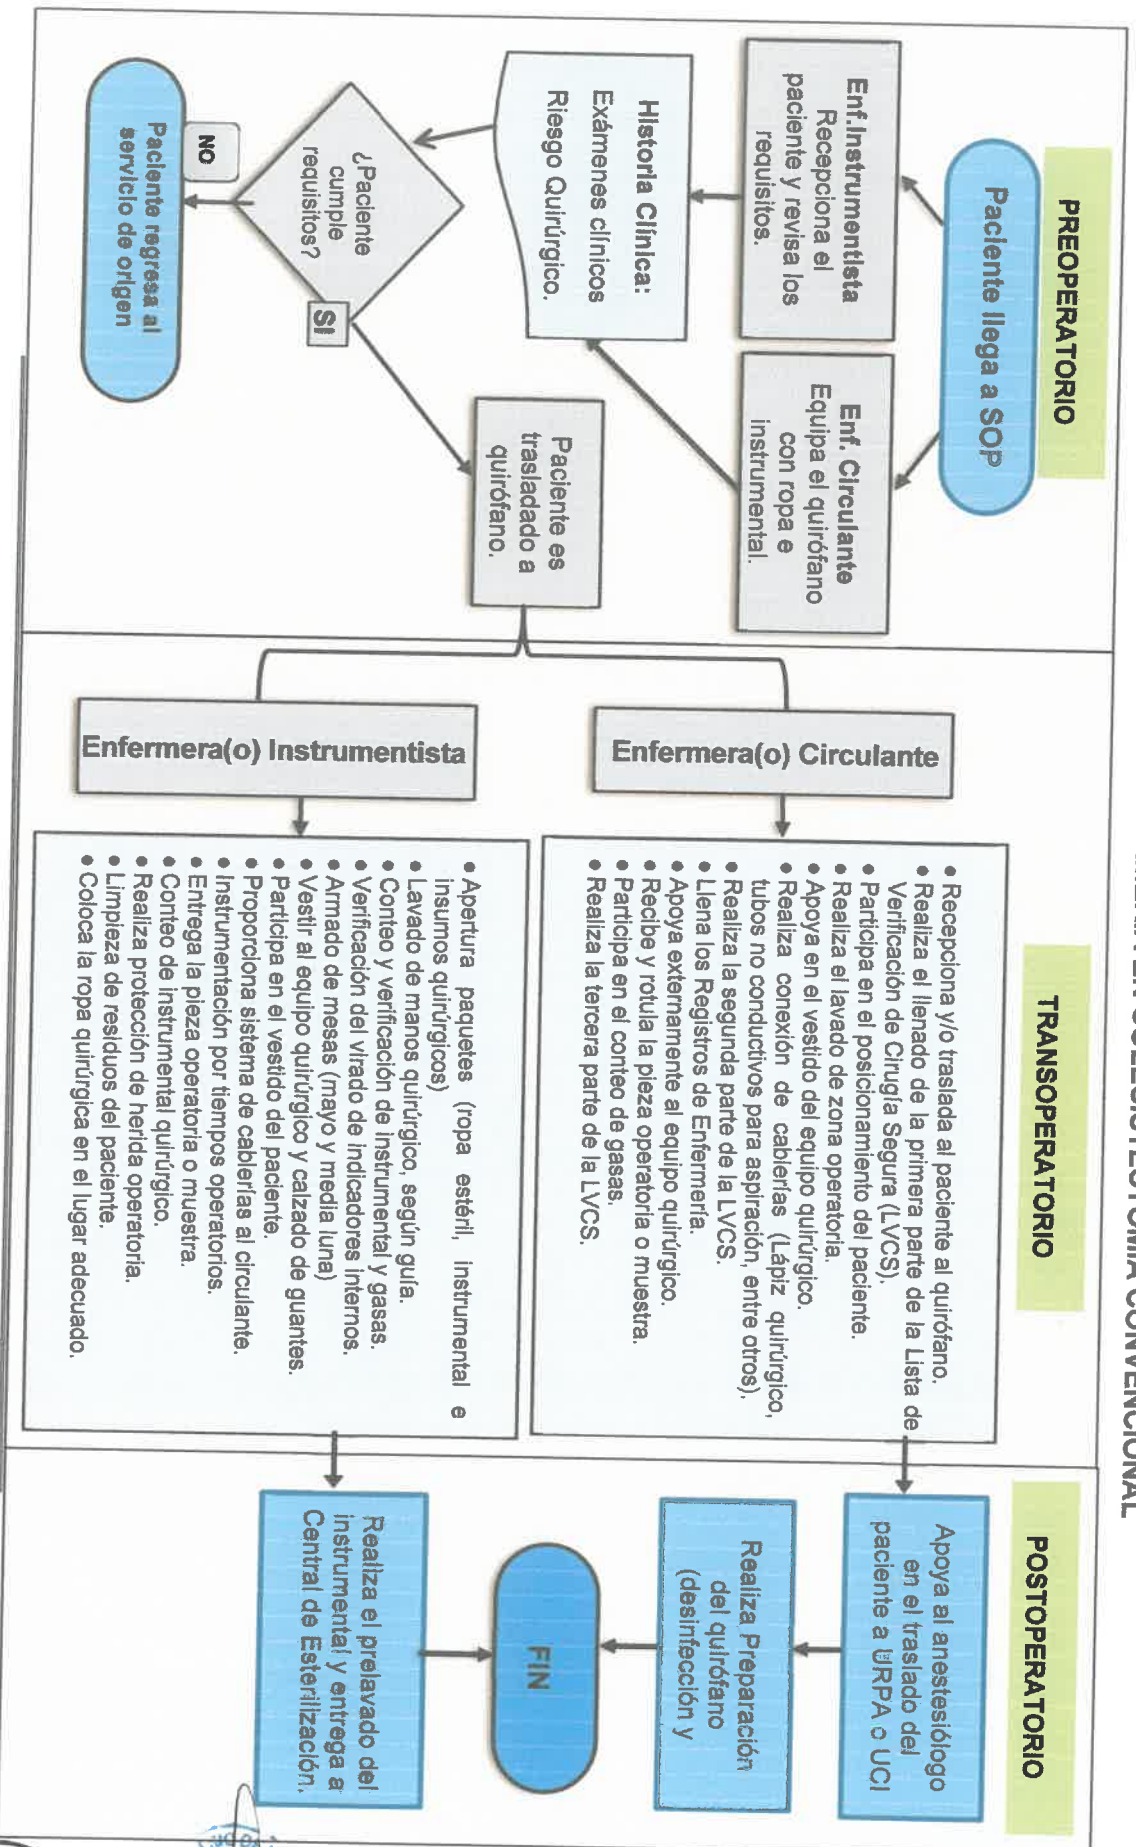 EN COLECISTECTOMIA CONVENCIONAL
PREOPERATORIO
Paciente llega a SOP
Enf.Instrumentista
Recepciona el
paciente y revisa los
requisitos.
Enf. Circulante
Equipa el quirófano
con ropa e
instrumental.
Historia Clínica:
Exámenes clínicos
Riesgo Quirúrgico.
¿Paciente
cumple
requisitos?
SI
NO
Paciente regresa al
servicio de origen
Paciente es
trasladado a
quirófano.
TRANSOPERATORIO
Enfermera(o) Circulante
• Recepciona y/o traslada al paciente al quirófano.
• Realiza el llenado de la primera parte de la Lista de
Verificación de Cirugía Segura (LVCS).
• Participa en el posicionamiento del paciente.
• Realiza el lavado de zona operatoria.
• Apoya en el vestido del equipo quirúrgico.
• Realiza conexión de cablerías (Lápiz quirúrgico,
tubos no conductivos para aspiración, entre otros).
• Realiza la segunda parte de la LVCS.
• Llena los Registros de Enfermería.
• Apoya externamente al equipo quirúrgico.
• Recibe y rotula la pieza operatoria o muestra.
• Participa en el conteo de gasas.
• Realiza la tercera parte de la LVCS.
Enfermera(o) Instrumentista
• Apertura paquetes (ropa estéril, instrumental e
insumos quirúrgicos)
• Lavado de manos quirúrgico, según guía.
• Conteo y verificación de instrumental y gasas.
• Verificación del virado de indicadores internos.
• Armado de mesas (mayo y media luna)
• Vestir al equipo quirúrgico y calzado de guantes.
• Participa en el vestido del paciente.
• Proporciona sistema de cablerías al circulante.
• Instrumentación por tiempos operatorios.
• Entrega la pieza operatoria o muestra.
• Conteo de instrumental quirúrgico.
• Realiza protección de herida operatoria.
• Limpieza de residuos del paciente.
• Coloca la ropa quirúrgica en el lugar adecuado.
POSTOPERATORIO
Apoya al anestesiólogo
en el traslado del
paciente a URPA o UCI
Realiza Preparación
del quirófano
(desinfección y
FIN
Realiza el prelavado del
instrumental y entrega a
Central de Esterilización.